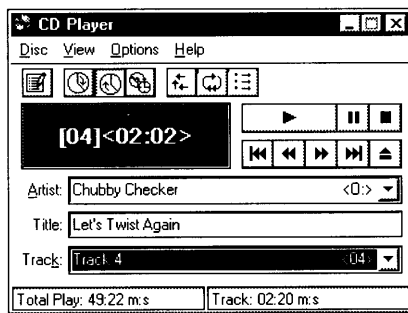 CD Player
Disc View Options Help
[04]<02:02>
Artist: Chubby Checker <D:>
Title: Let's Twist Again
Track: Track 4 <04>
Total Play: 49:22 m:s Track: 02:20 m:s